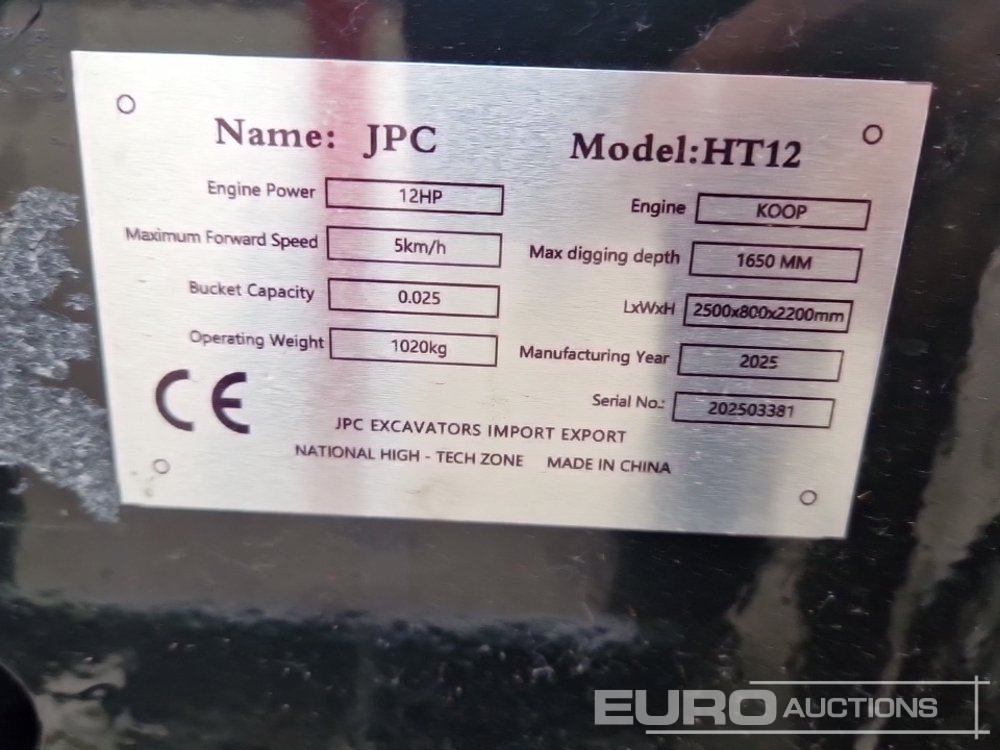 Name: JPC
Model:HT12
Engine Power 12HP
Engine KOOP
Maximum Forward Speed 5km/h
Max digging depth 1650 MM
Bucket Capacity 0.025
LxWxH 2500x800x2200mm
Operating Weight 1020kg
Manufacturing Year 2025
Serial No.: 202503381
CE
JPC EXCAVATORS IMPORT EXPORT
NATIONAL HIGH - TECH ZONE MADE IN CHINA
EURO AUCTIONS